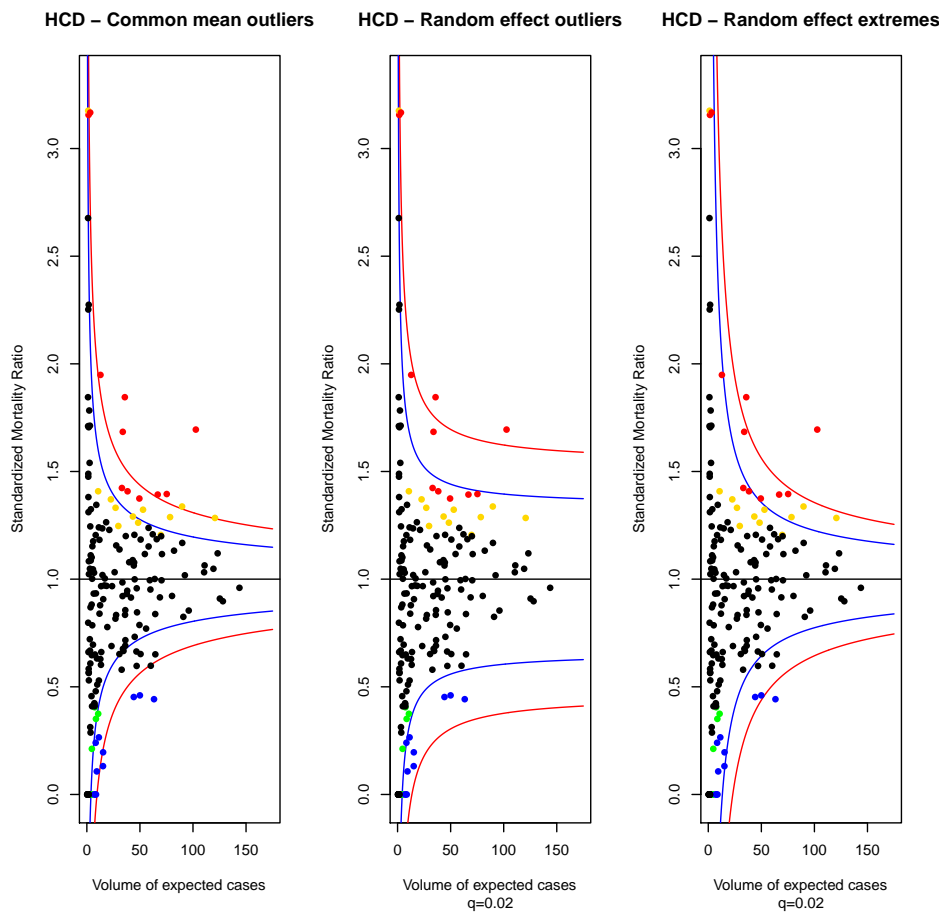 HCD − Common mean outliers
Standardized Mortality Ratio
3.0
2.5
2.0
1.5
1.0
0.5
0.0
0 50 100 150
Volume of expected cases
HCD − Random effect outliers
Standardized Mortality Ratio
3.0
2.5
2.0
1.5
1.0
0.5
0.0
0 50 100 150
Volume of expected cases
q=0.02
HCD − Random effect extremes
Standardized Mortality Ratio
3.0
2.5
2.0
1.5
1.0
0.5
0.0
0 50 100 150
Volume of expected cases
q=0.02